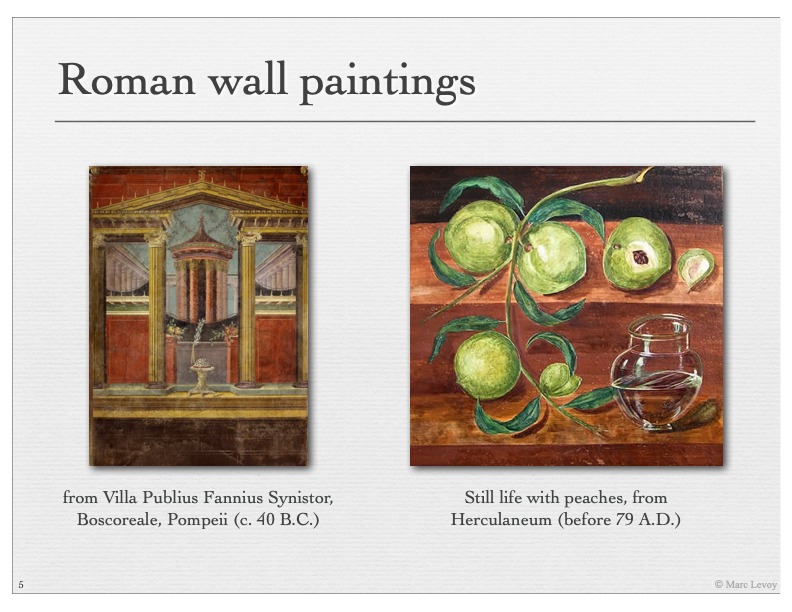 Roman wall paintings
from Villa Publius Fannius Synistor,
Boscoreale, Pompeii (c. 40 B.C.)
Still life with peaches, from
Herculaneum (before 79 A.D.)
5
© Marc Levoy